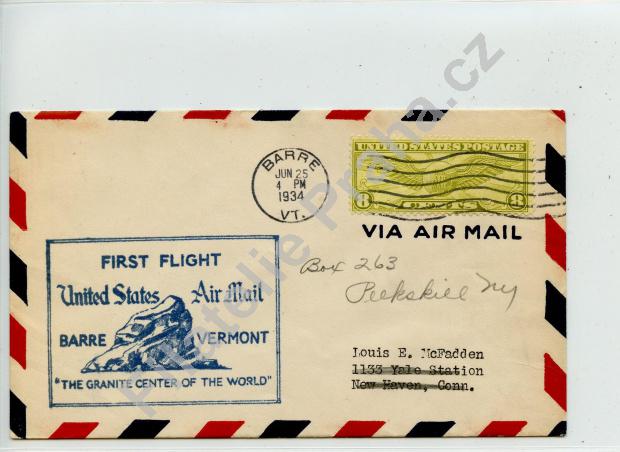 BARRE
JUN 25
4 PM
1934
VT.
UNITED STATES POSTAGE
8 8
VIA AIR MAIL
FIRST FLIGHT
United States Air Mail
BARRE VERMONT
"THE GRANITE CENTER OF THE WORLD"
Box 263
Peekskill NY
Louis E. McFadden
1133 Yale Station
New Haven, Conn.
Filatelie Praha.cz